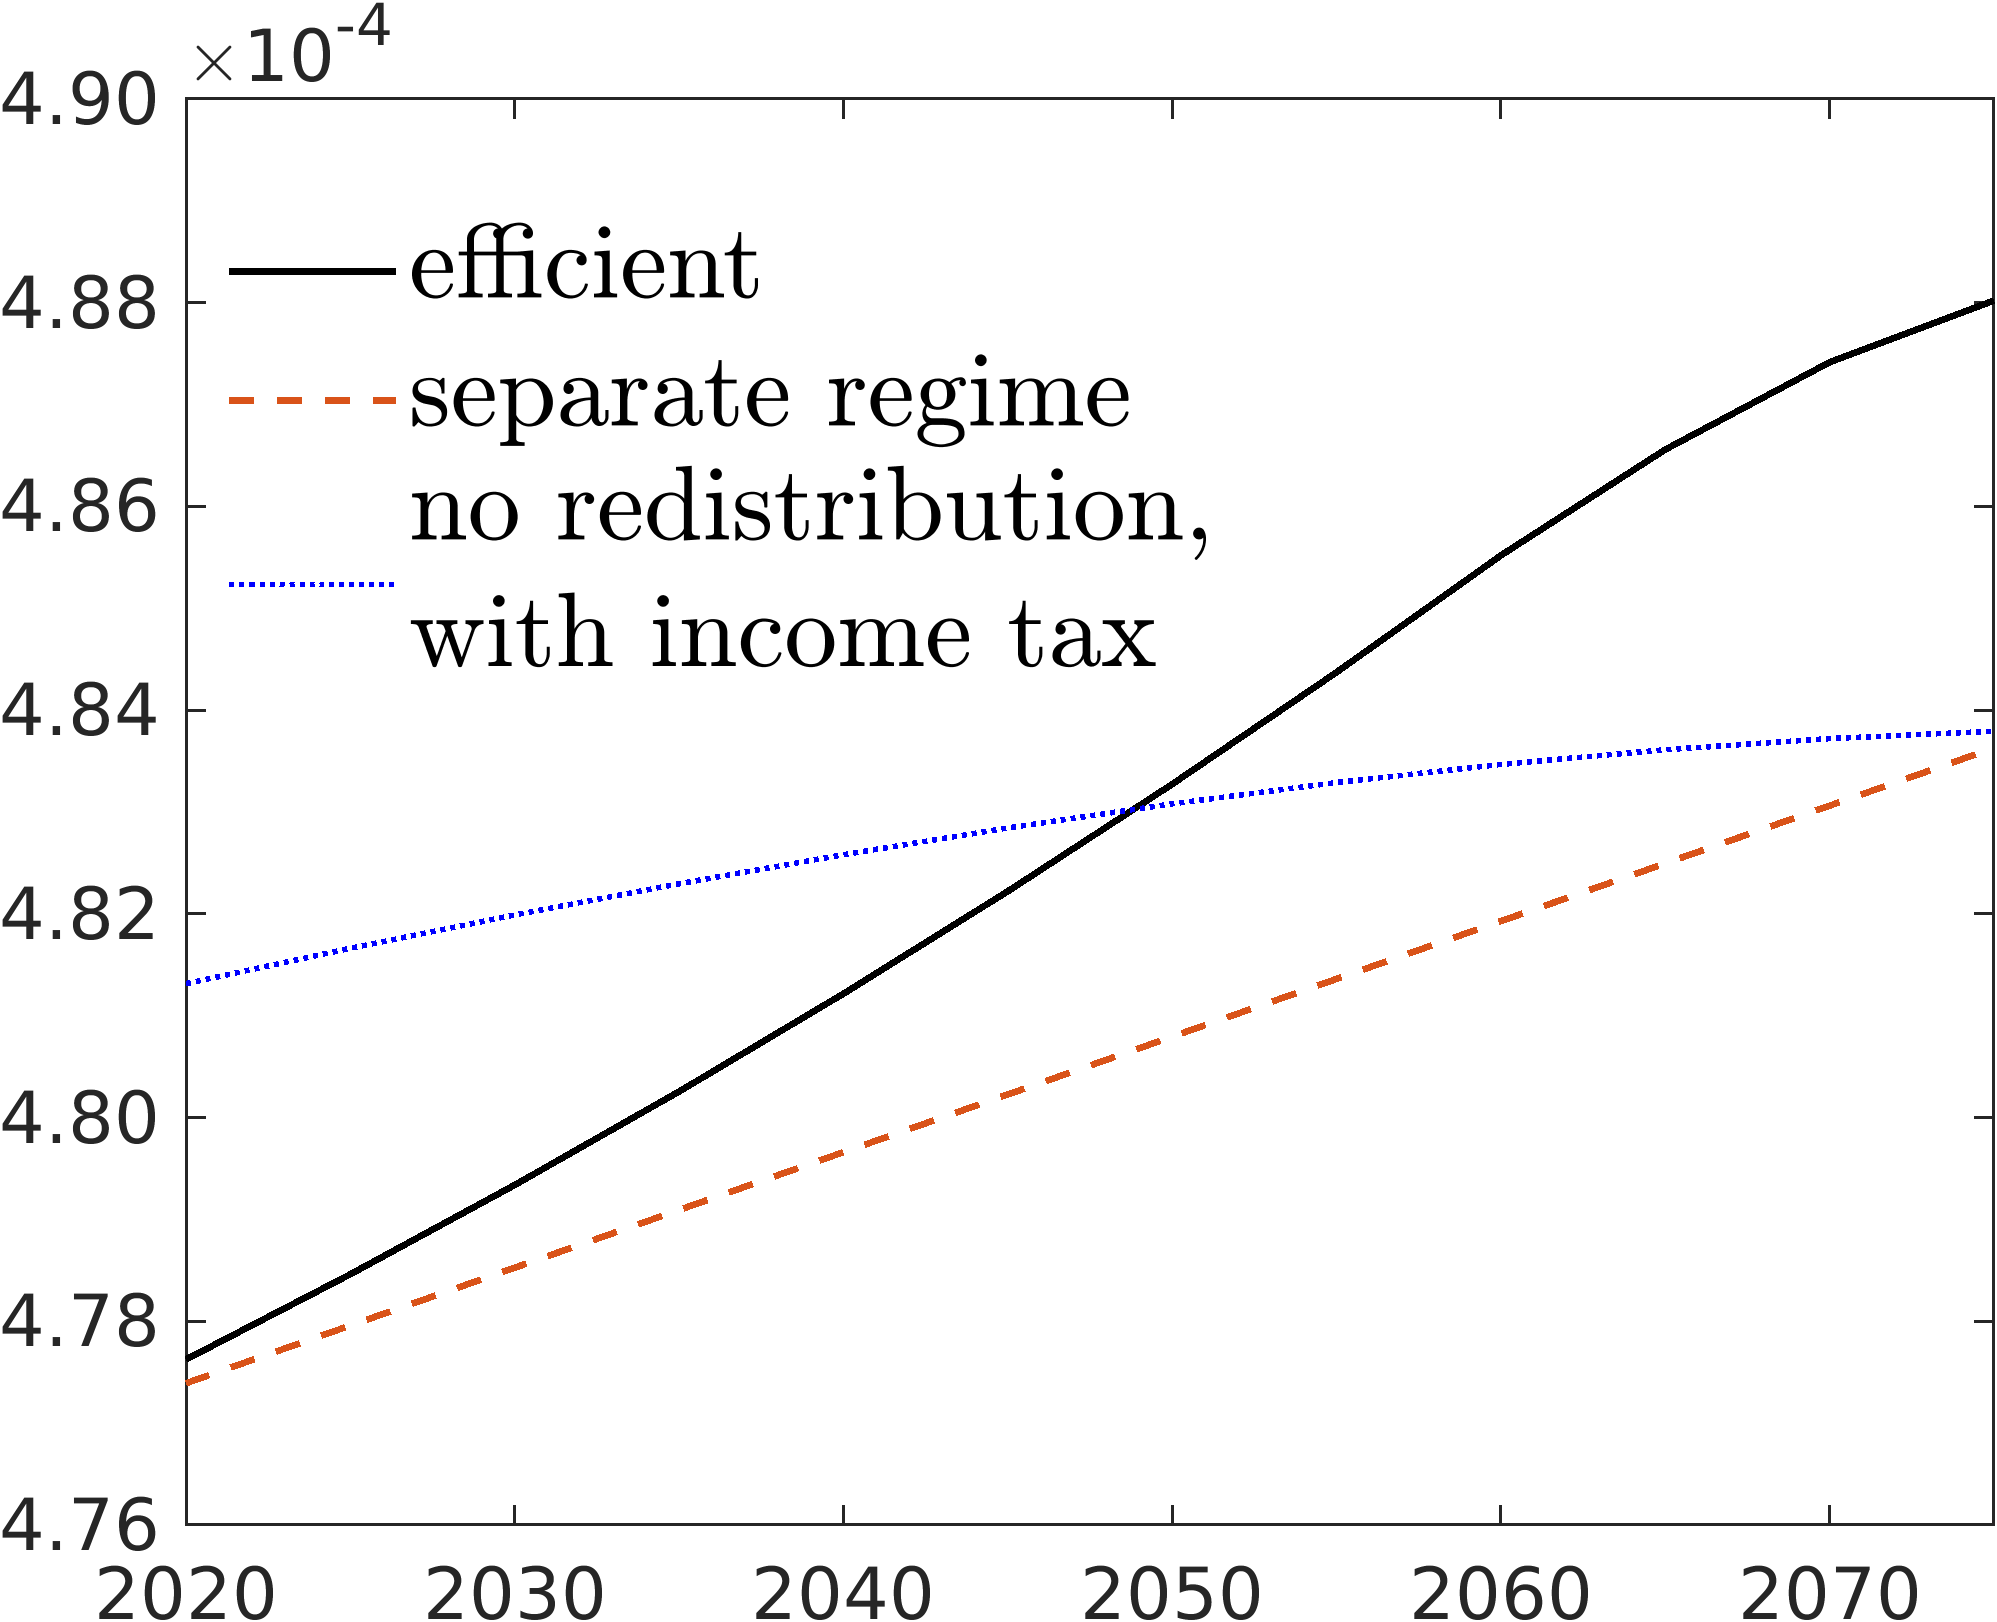 ×10-4
4.90
4.88
4.86
4.84
4.82
4.80
4.78
4.76
efficient
separate regime
no redistribution,
with income tax
2020 2030 2040 2050 2060 2070